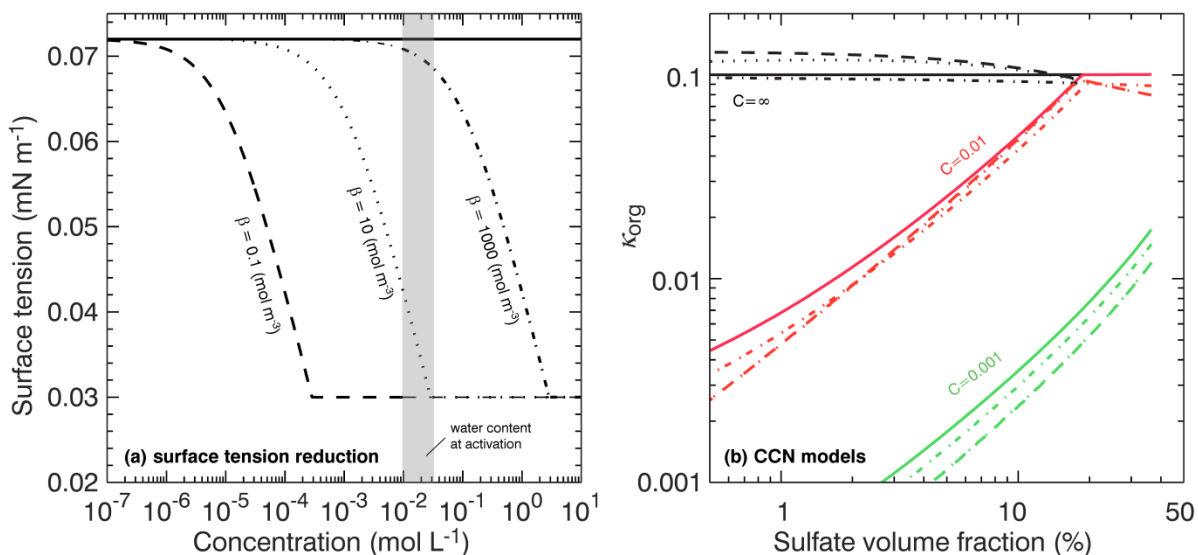 0.07
0.06
0.05
0.04
0.03
0.02
Surface tension (mN m⁻¹)
β = 0.1 (mol m⁻³)
β = 10 (mol m⁻³)
β = 1000 (mol m⁻³)
water content
at activation
(a) surface tension reduction
10⁻⁷ 10⁻⁶ 10⁻⁵ 10⁻⁴ 10⁻³ 10⁻² 10⁻¹ 10⁰ 10¹
Concentration (mol L⁻¹)
0.1
0.01
0.001
κorg
C=∞
C=0.01
C=0.001
(b) CCN models
1 10 50
Sulfate volume fraction (%)